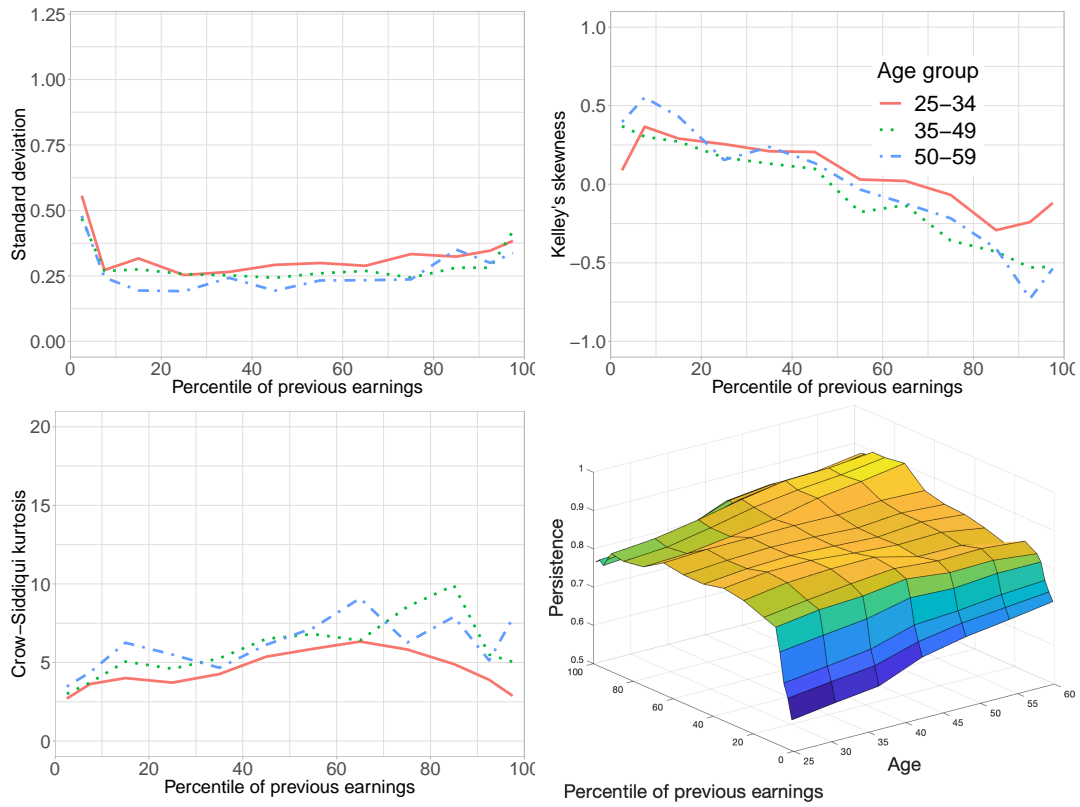 1.25
1.00
0.75
0.50
0.25
0.00
Standard deviation
0 20 40 60 80 100
Percentile of previous earnings
1.0
0.5
0.0
−0.5
−1.0
Kelley's skewness
Age group
25−34
35−49
50−59
0 20 40 60 80 100
Percentile of previous earnings
20
15
10
5
0
Crow−Siddiqui kurtosis
0 20 40 60 80 100
Percentile of previous earnings
1
0.9
0.8
0.7
0.6
0.5
Persistence
100 80 60 40 20 0
25 30 35 40 45 50 55 60
Age
Percentile of previous earnings